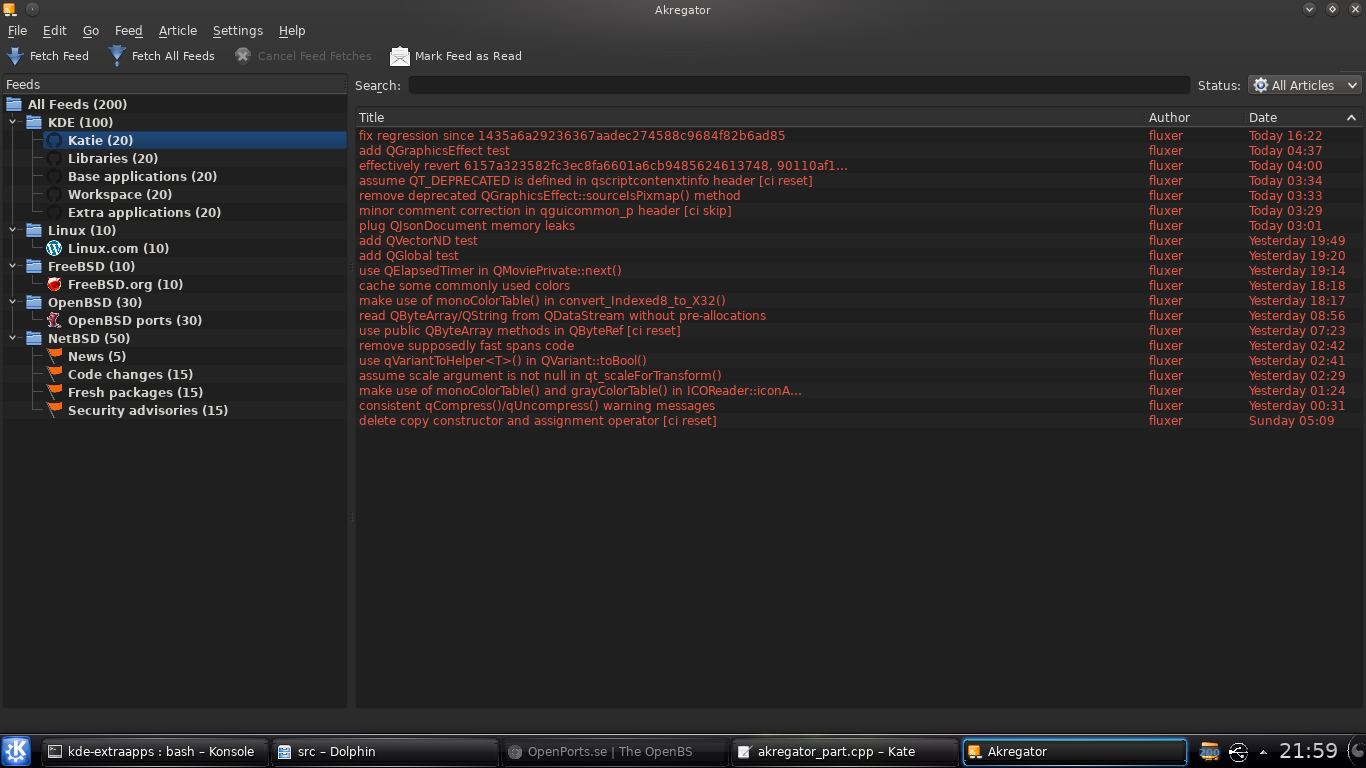 Akregator
File Edit Go Feed Article Settings Help
Fetch Feed Fetch All Feeds Cancel Feed Fetches Mark Feed as Read
Feeds
All Feeds (200)
KDE (100)
Katie (20)
Libraries (20)
Base applications (20)
Workspace (20)
Extra applications (20)
Linux (10)
Linux.com (10)
FreeBSD (10)
FreeBSD.org (10)
OpenBSD (30)
OpenBSD ports (30)
NetBSD (50)
News (5)
Code changes (15)
Fresh packages (15)
Security advisories (15)
Search: Status: All Articles
Title Author Date
fix regression since 1435a6a29236367aadec274588c9684f82b6ad85 fluxer Today 16:22
add QGraphicsEffect test fluxer Today 04:37
effectively revert 6157a323582fc3ec8fa6601a6cb9485624613748, 90110af1... fluxer Today 04:00
assume QT_DEPRECATED is defined in qscriptcontenxtinfo header [ci reset] fluxer Today 03:34
remove deprecated QGraphicsEffect::sourceIsPixmap() method fluxer Today 03:33
minor comment correction in qguicommon_p header [ci skip] fluxer Today 03:29
plug QJsonDocument memory leaks fluxer Today 03:01
add QVectorND test fluxer Yesterday 19:49
add QGlobal test fluxer Yesterday 19:20
use QElapsedTimer in QMoviePrivate::next() fluxer Yesterday 19:14
cache some commonly used colors fluxer Yesterday 18:18
make use of monoColorTable() in convert_Indexed8_to_X32() fluxer Yesterday 18:17
read QByteArray/QString from QDataStream without pre-allocations fluxer Yesterday 08:56
use public QByteArray methods in QByteRef [ci reset] fluxer Yesterday 07:23
remove supposedly fast spans code fluxer Yesterday 02:42
use qVariantToHelper<T>() in QVariant::toBool() fluxer Yesterday 02:41
assume scale argument is not null in qt_scaleForTransform() fluxer Yesterday 02:29
make use of monoColorTable() and grayColorTable() in ICOReader::iconA... fluxer Yesterday 01:24
consistent qCompress()/qUncompress() warning messages fluxer Yesterday 00:31
delete copy constructor and assignment operator [ci reset] fluxer Sunday 05:09
kde-extraapps : bash – Konsole src – Dolphin OpenPorts.se | The OpenBS akregator_part.cpp – Kate Akregator 200 21:59